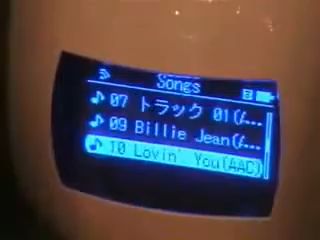 Songs
07 トラック 01(/...
09 Billie Jean(/...
10 Lovin' You(AAC)